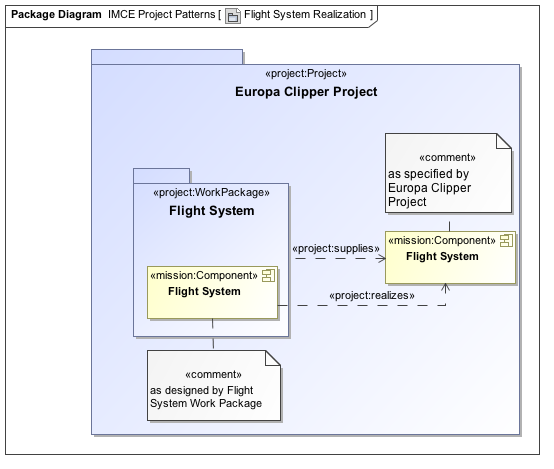 Package Diagram IMCE Project Patterns [ Flight System Realization ]
«project:Project»
Europa Clipper Project
«comment»
as specified by
Europa Clipper
Project
«project:WorkPackage»
Flight System
«project:supplies»
«mission:Component»
Flight System
«mission:Component»
Flight System
«project:realizes»
«comment»
as designed by Flight
System Work Package